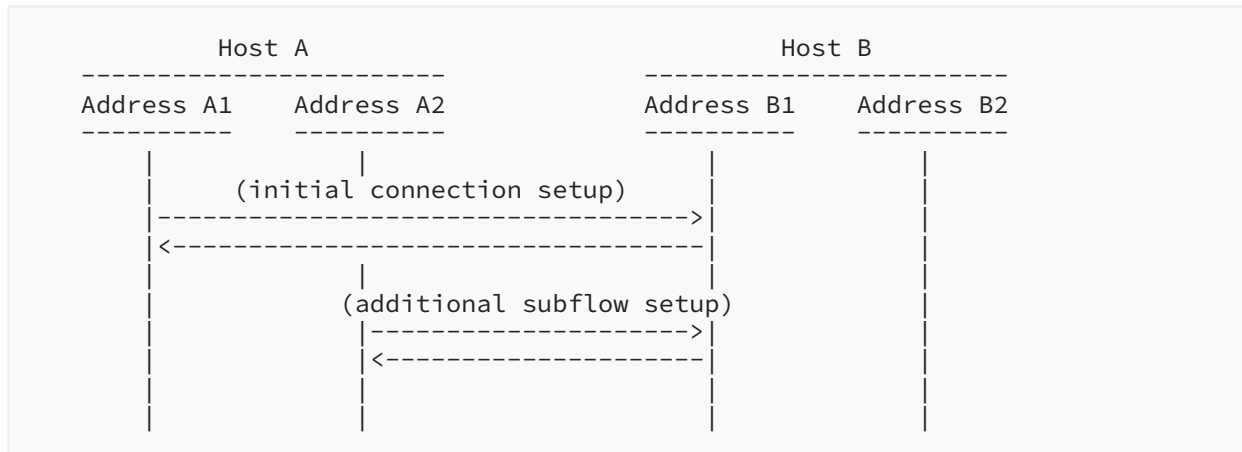 Host A Host B
------------------------ ------------------------
Address A1 Address A2 Address B1 Address B2
---------- ---------- ---------- ----------
| | | |
| (initial connection setup) | |
|----------------------------------->| |
|<-----------------------------------| |
| | | |
| (additional subflow setup) |
| |--------------------->| |
| |<---------------------| |
| | | |
| | | |